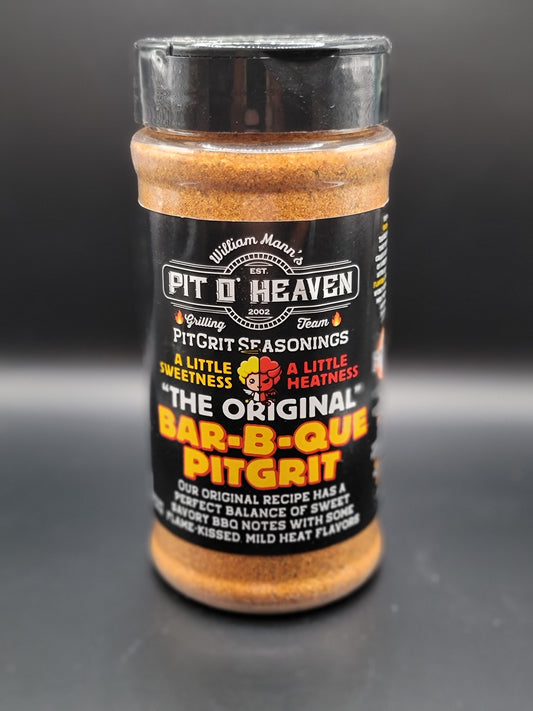 William Mann's
EST.
PIT O' HEAVEN
2002
Grilling Team
PITGRIT SEASONINGS
A LITTLE SWEETNESS
A LITTLE HEATNESS
"THE ORIGINAL"
BAR-B-QUE
PITGRIT
OUR ORIGINAL RECIPE HAS A
PERFECT BALANCE OF SWEET
SAVORY BBQ NOTES WITH SOME
FLAME-KISSED, MILD HEAT FLAVORS